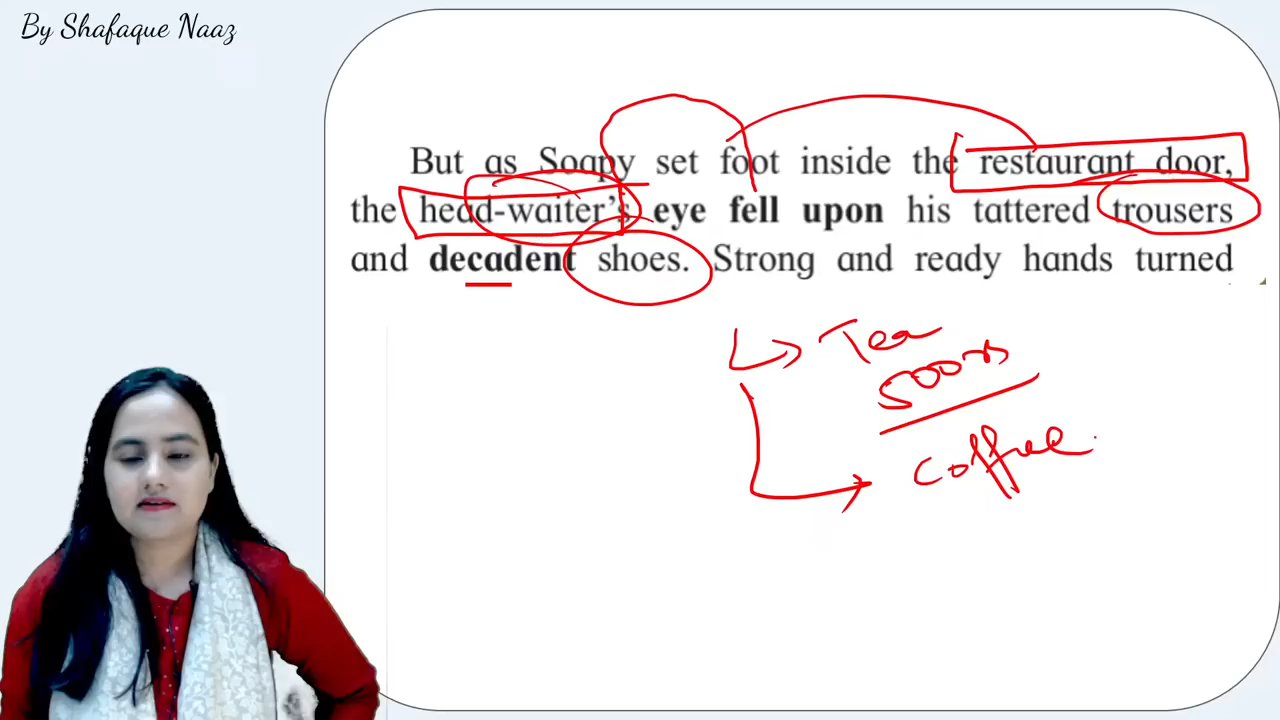 By Shafaque Naaz
But as Soapy set foot inside the restaurant door,
the head-waiter's eye fell upon his tattered trousers
and decadent shoes. Strong and ready hands turned
Tea
500rs
Coffee